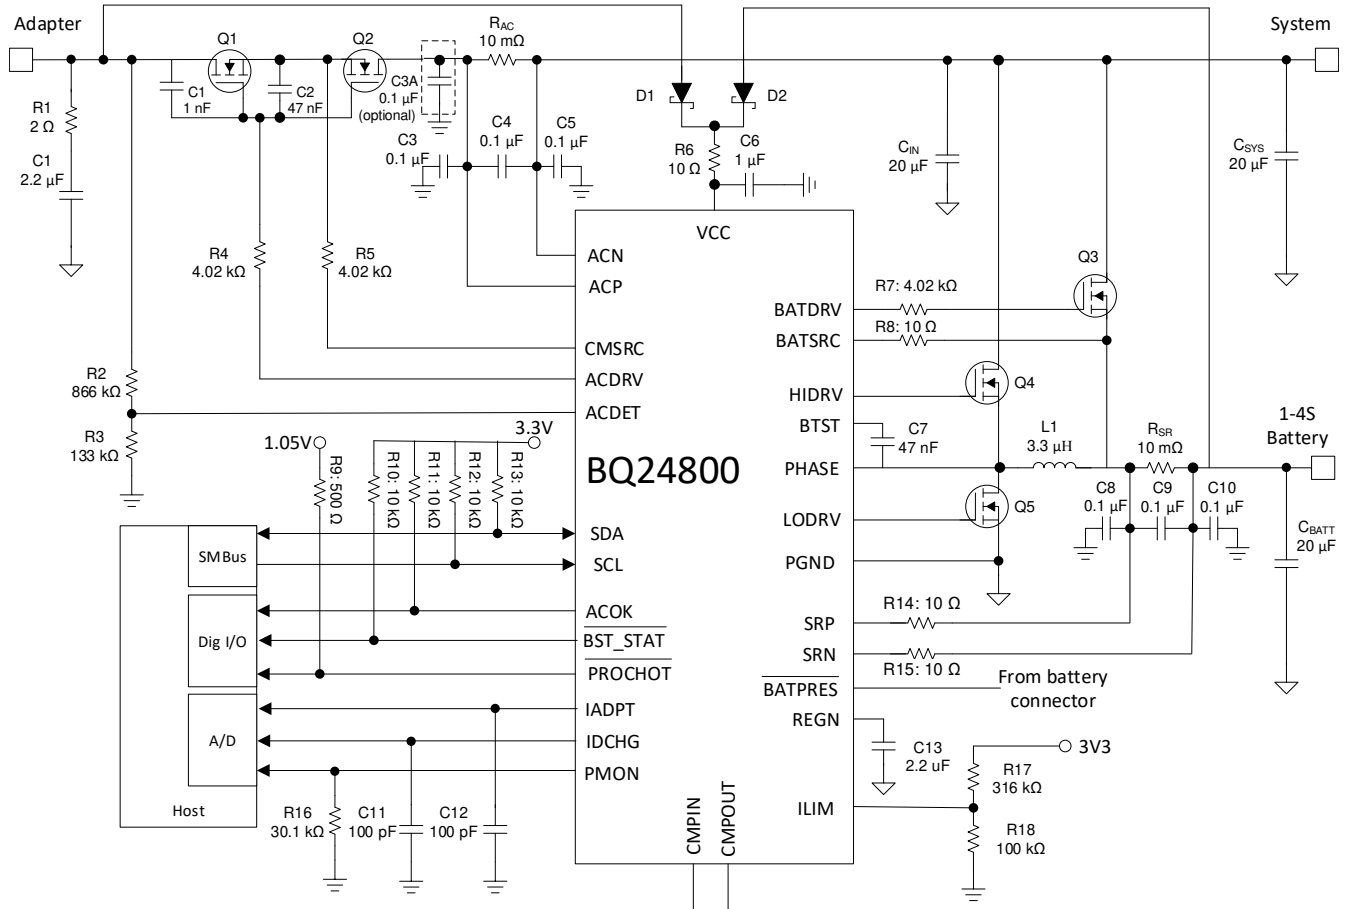 Adapter
Q1
Q2
R_AC
10 mΩ
System
C1
1 nF
C2
47 nF
C3A
0.1 µF
(optional)
D1
D2
R1
2 Ω
C1
2.2 µF
C3
0.1 µF
C4
0.1 µF
C5
0.1 µF
R6
10 Ω
C6
1 µF
C_IN
20 µF
C_SYS
20 µF
VCC
R4
4.02 kΩ
R5
4.02 kΩ
ACN
ACP
Q3
R7: 4.02 kΩ
BATDRV
R8: 10 Ω
BATSRC
CMSRC
R2
866 kΩ
ACDRV
HIDRV
Q4
ACDET
BTST
C7
47 nF
R3
133 kΩ
1.05V
3.3V
R9: 500 Ω
R10: 10 kΩ
R11: 10 kΩ
R12: 10 kΩ
R13: 10 kΩ
BQ24800
PHASE
L1
3.3 µH
R_SR
10 mΩ
1-4S
Battery
LODRV
Q5
C8
0.1 µF
C9
0.1 µF
C10
0.1 µF
C_BATT
20 µF
SMBus
SDA
SCL
PGND
Dig I/O
ACOK
BST_STAT
PROCHOT
SRP
R14: 10 Ω
SRN
R15: 10 Ω
BATPRES
From battery
connector
A/D
IADPT
IDCHG
PMON
REGN
C13
2.2 uF
3V3
R17
316 kΩ
ILIM
R18
100 kΩ
Host
R16
30.1 kΩ
C11
100 pF
C12
100 pF
CMPIN
CMPOUT